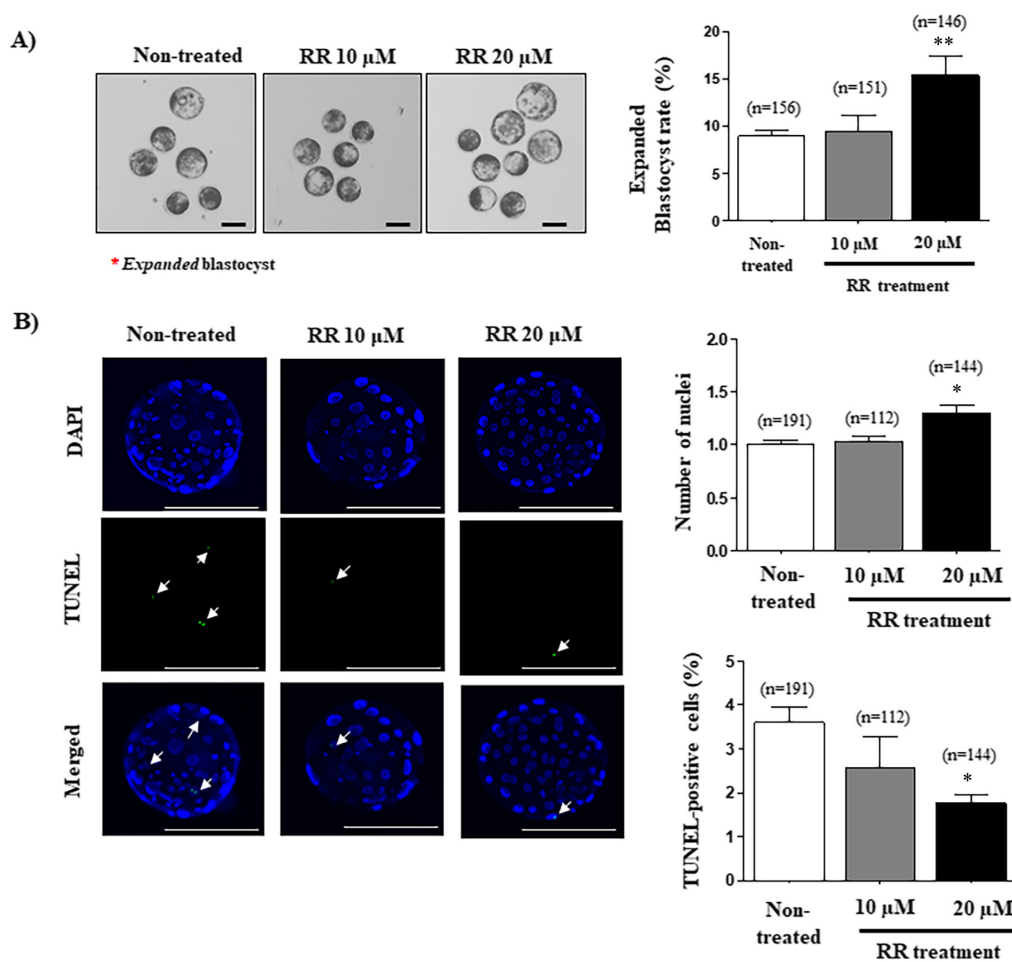 A)
Non-treated
RR 10 µM
RR 20 µM
* Expanded blastocyst
Expanded
Blastocyst rate (%)
20
15
10
5
0
(n=156)
(n=151)
(n=146)
**
Non-
treated
10 µM
20 µM
RR treatment
B)
Non-treated
RR 10 µM
RR 20 µM
DAPI
TUNEL
Merged
Number of nuclei
2.0
1.5
1.0
0.5
0.0
(n=191)
(n=112)
(n=144)
*
Non-
treated
10 µM
20 µM
RR treatment
TUNEL-positive cells (%)
5
4
3
2
1
0
(n=191)
(n=112)
(n=144)
*
Non-
treated
10 µM
20 µM
RR treatment